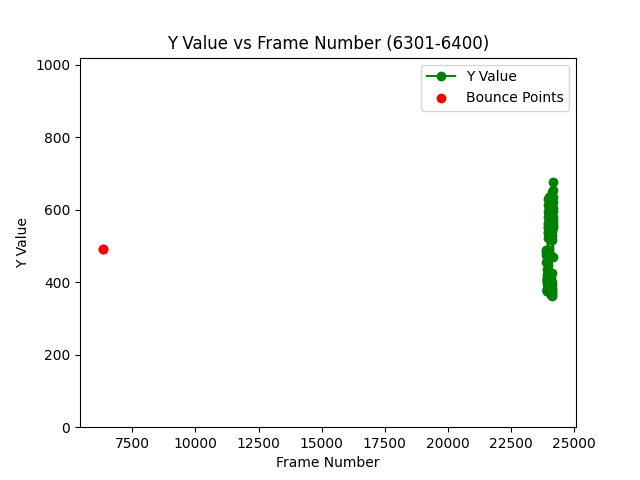 Y Value vs Frame Number (6301-6400)
Y Value
Bounce Points
1000
800
600
400
200
0
Y Value
7500 10000 12500 15000 17500 20000 22500 25000
Frame Number